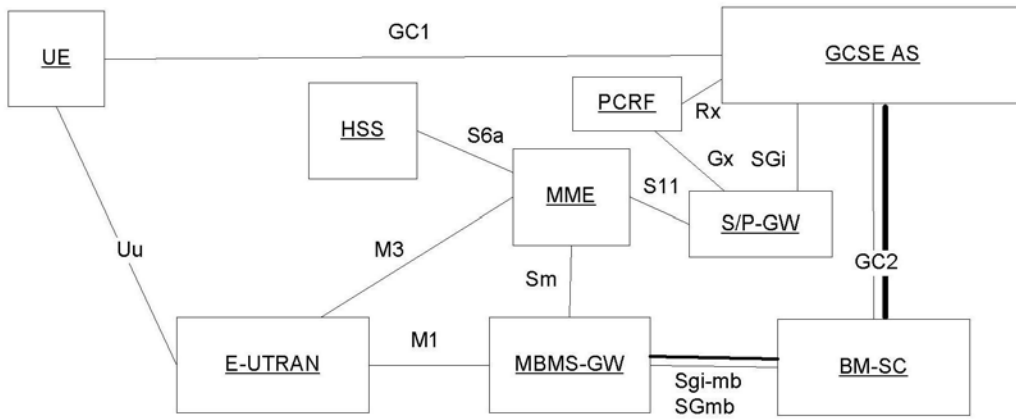 GC1
UE
GCSE AS
PCRF
Rx
HSS
S6a
Gx
SGi
MME
S11
S/P-GW
Uu
M3
Sm
GC2
E-UTRAN
M1
MBMS-GW
BM-SC
Sgi-mb
SGmb